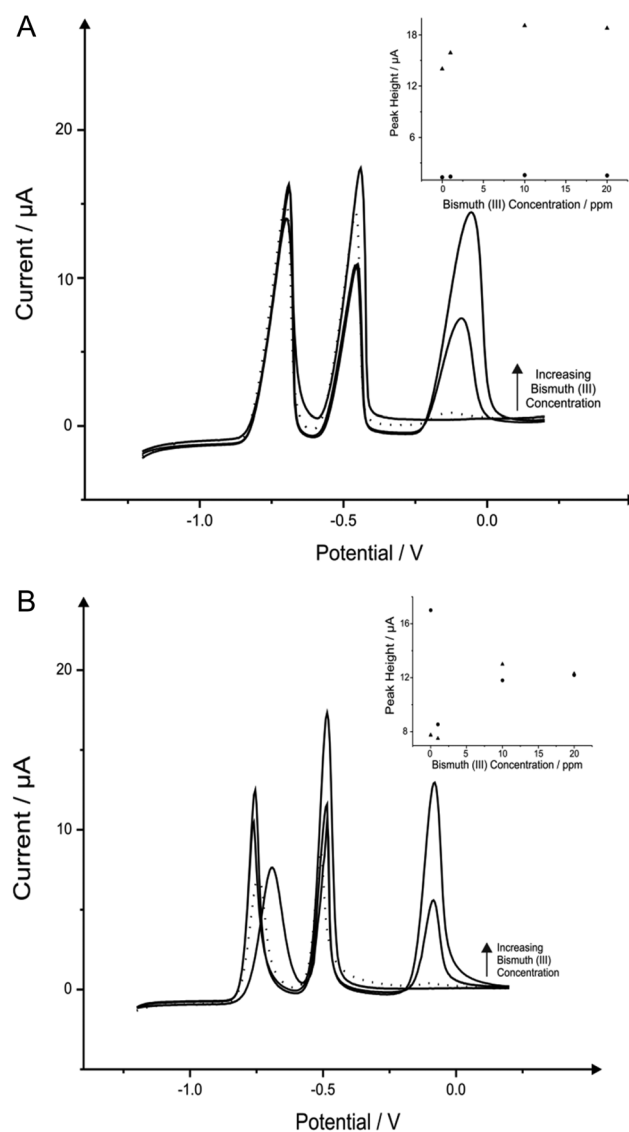 A
20
10
0
Current / μA
-1.0
-0.5
0.0
Potential / V
Increasing
Bismuth (III)
Concentration
18
12
6
Peak Height / μA
0
5
10
15
20
Bismuth (III) Concentration / ppm
B
20
10
0
Current / μA
-1.0
-0.5
0.0
Potential / V
Increasing
Bismuth (III)
Concentration
16
12
8
Peak Height / μA
0
5
10
15
20
Bismuth (III) Concentration / ppm